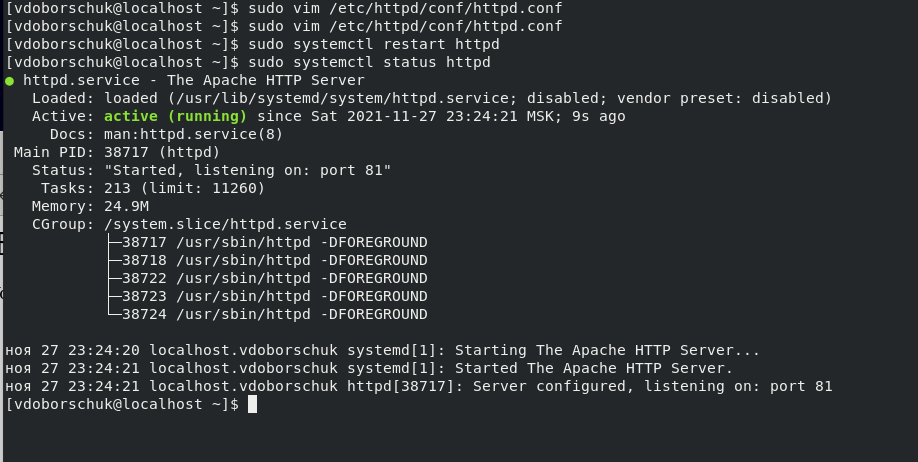 [vdoborschuk@localhost ~]$ sudo vim /etc/httpd/conf/httpd.conf
[vdoborschuk@localhost ~]$ sudo vim /etc/httpd/conf/httpd.conf
[vdoborschuk@localhost ~]$ sudo systemctl restart httpd
[vdoborschuk@localhost ~]$ sudo systemctl status httpd
● httpd.service - The Apache HTTP Server
   Loaded: loaded (/usr/lib/systemd/system/httpd.service; disabled; vendor preset: disabled)
   Active: active (running) since Sat 2021-11-27 23:24:21 MSK; 9s ago
     Docs: man:httpd.service(8)
 Main PID: 38717 (httpd)
   Status: "Started, listening on: port 81"
    Tasks: 213 (limit: 11260)
   Memory: 24.9M
   CGroup: /system.slice/httpd.service
           ├─38717 /usr/sbin/httpd -DFOREGROUND
           ├─38718 /usr/sbin/httpd -DFOREGROUND
           ├─38722 /usr/sbin/httpd -DFOREGROUND
           ├─38723 /usr/sbin/httpd -DFOREGROUND
           └─38724 /usr/sbin/httpd -DFOREGROUND
ноя 27 23:24:20 localhost.vdoborschuk systemd[1]: Starting The Apache HTTP Server...
ноя 27 23:24:21 localhost.vdoborschuk systemd[1]: Started The Apache HTTP Server.
ноя 27 23:24:21 localhost.vdoborschuk httpd[38717]: Server configured, listening on: port 81
[vdoborschuk@localhost ~]$